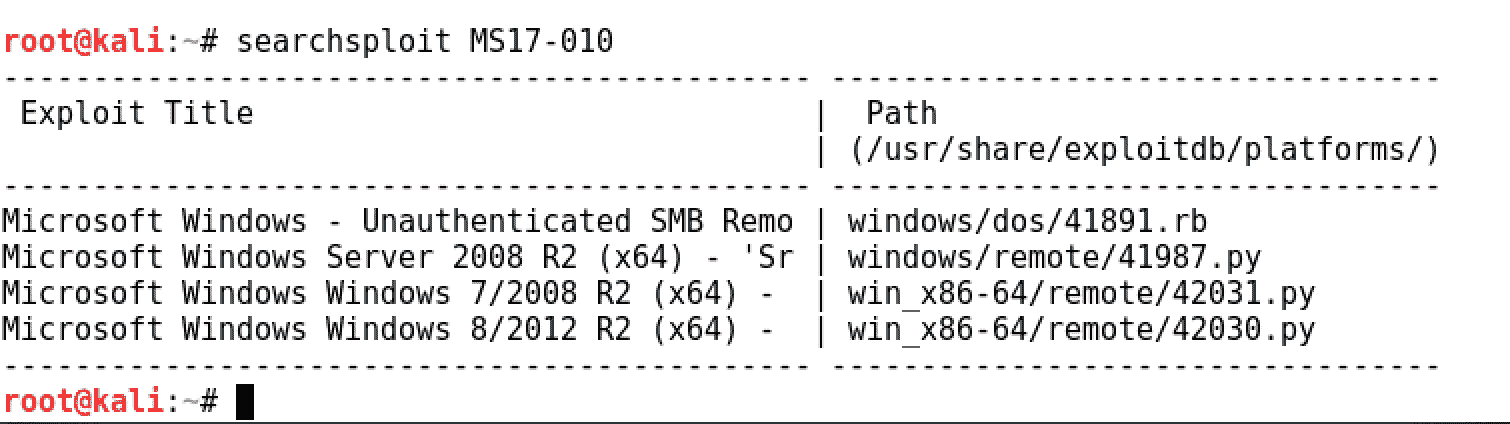 root@kali:~# searchsploit MS17-010
--------------------------------------------- ----------------------------------
 Exploit Title                               |  Path
                                             | (/usr/share/exploitdb/platforms/)
--------------------------------------------- ----------------------------------
Microsoft Windows - Unauthenticated SMB Remo | windows/dos/41891.rb
Microsoft Windows Server 2008 R2 (x64) - 'Sr | windows/remote/41987.py
Microsoft Windows Windows 7/2008 R2 (x64) -  | win_x86-64/remote/42031.py
Microsoft Windows Windows 8/2012 R2 (x64) -  | win_x86-64/remote/42030.py
--------------------------------------------- ----------------------------------
root@kali:~#